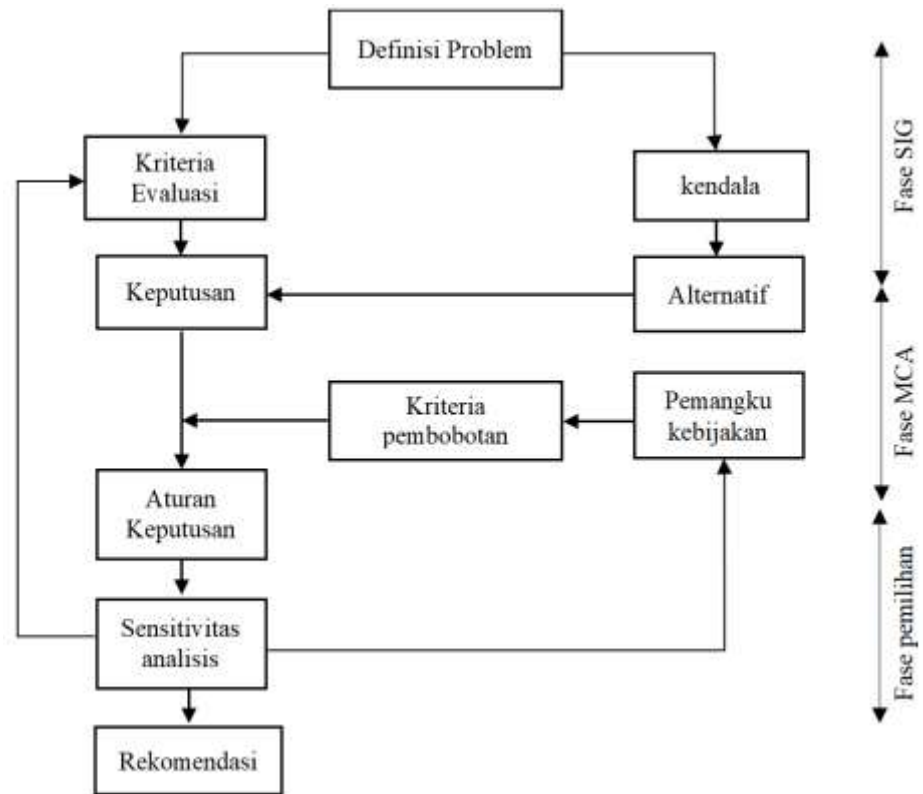 Definisi Problem
Kriteria
Evaluasi
kendala
Keputusan
Alternatif
Kriteria
pembobotan
Pemangku
kebijakan
Aturan
Keputusan
Sensitivitas
analisis
Rekomendasi
Fase SIG
Fase MCA
Fase pemilihan